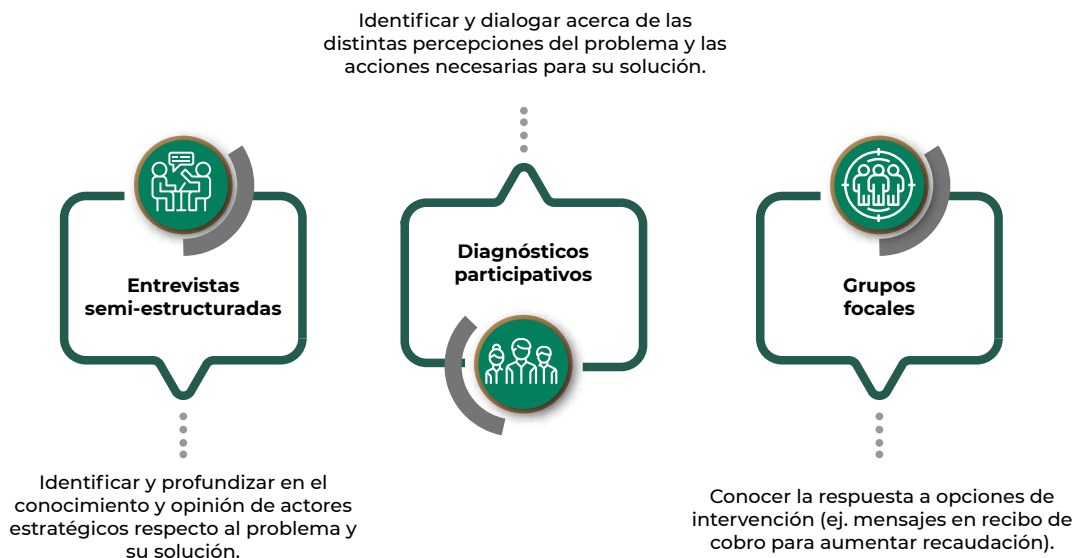 Identificar y dialogar acerca de las
distintas percepciones del problema y las
acciones necesarias para su solución.
Entrevistas
semi-estructuradas
Diagnósticos
participativos
Grupos
focales
Identificar y profundizar en el
conocimiento y opinión de actores
estratégicos respecto al problema y
su solución.
Conocer la respuesta a opciones de
intervención (ej. mensajes en recibo de
cobro para aumentar recaudación).